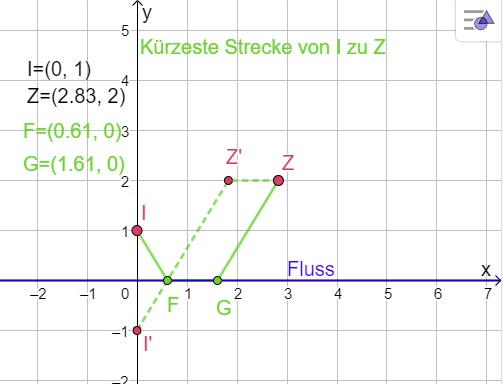 y
5
Kürzeste Strecke von I zu Z
I=(0, 1)
4
Z=(2.83, 2)
F=(0.61, 0)
3
G=(1.61, 0)
Z'
Z
2
I
1
Fluss
x
−2 −1 0 F G 2 3 4 5 6 7
−1
I'
−2